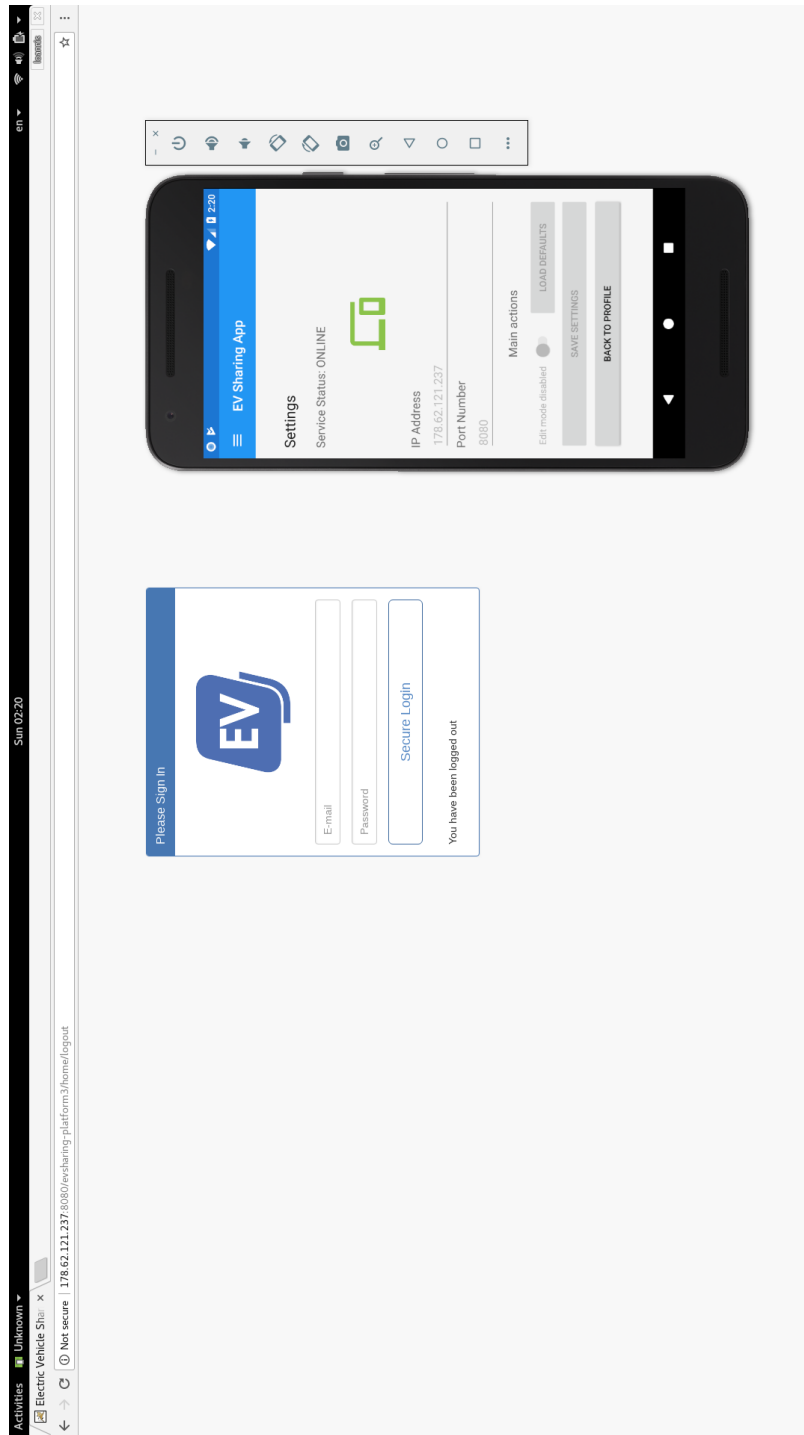 Activities Unknown Sun 02:20 en
Electric Vehicle Shar
Not secure 178.62.121.237:8080/evsharing-platform3/home/logout
Please Sign In
EV
E-mail
Password
Secure Login
You have been logged out
2:20
EV Sharing App
Settings
Service Status: ONLINE
IP Address
178.62.121.237
Port Number
8080
Main actions
Edit mode disabled LOAD DEFAULTS
SAVE SETTINGS
BACK TO PROFILE